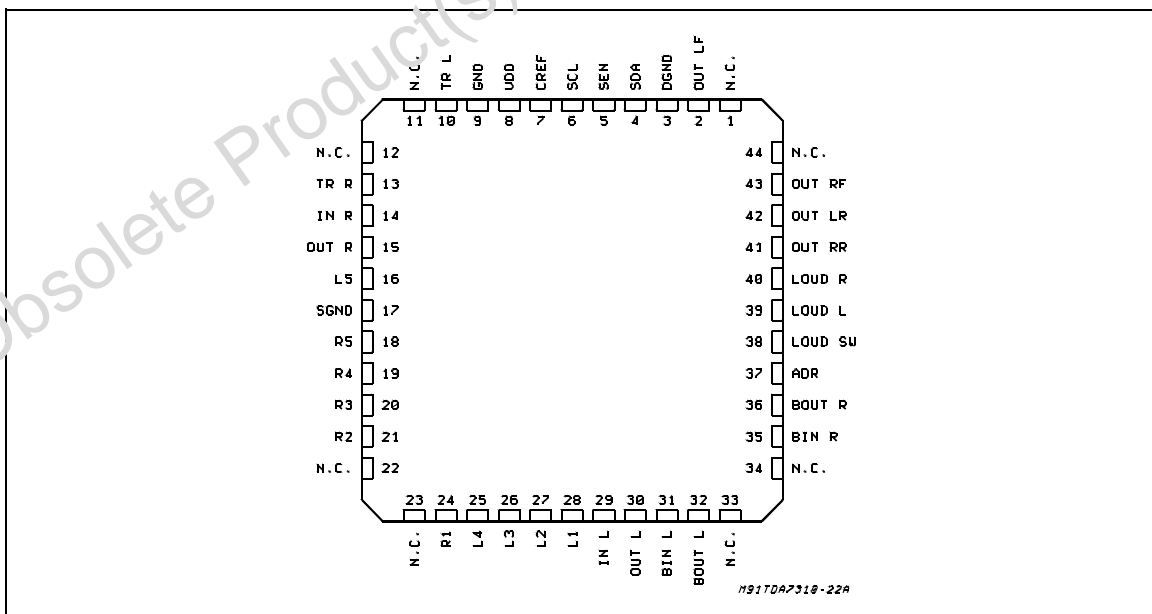 Obsolete Product(s)
N.C. TR L GND VDD CREF SCL SEN SDA DGND OUT LF N.C.
11 10 9 8 7 6 5 4 3 2 1
N.C. 12 44 N.C.
TR R 13 43 OUT RF
IN R 14 42 OUT LR
OUT R 15 41 OUT RR
L5 16 40 LOUD R
SGND 17 39 LOUD L
R5 18 38 LOUD SW
R4 19 37 ADR
R3 20 36 BOUT R
R2 21 35 BIN R
N.C. 22 34 N.C.
23 24 25 26 27 28 29 30 31 32 33
N.C. R1 L4 L3 L2 L1 IN L OUT L BIN L BOUT L N.C.
M91TDA7310-22A